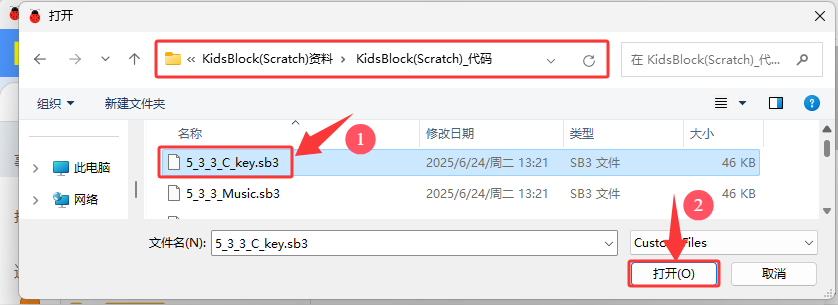 打开
« KidsBlock(Scratch)资料 › KidsBlock(Scratch)_代码
在 KidsBlock(Scratch)_代...
组织
新建文件夹
名称 修改日期 类型 大小
1
5_3_3_C_key.sb3 2025/6/24/周二 13:21 SB3 文件 46 KB
5_3_3_Music.sb3 2025/6/24/周二 13:21 SB3 文件 46 KB
此电脑
网络
2
文件名(N): 5_3_3_C_key.sb3
Custom Files
打开(O) 取消